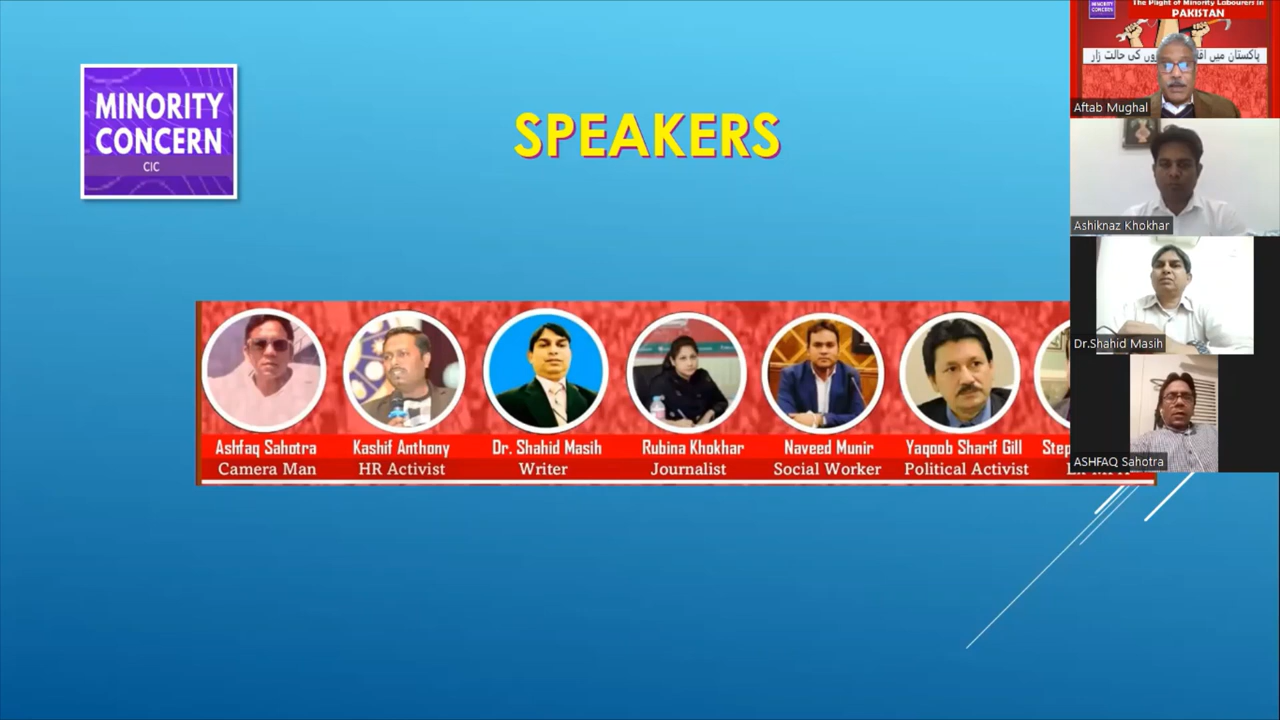 MINORITY
CONCERN
CIC
SPEAKERS
Ashfaq Sahotra
Camera Man
Kashif Anthony
HR Activist
Dr. Shahid Masih
Writer
Rubina Khokhar
Journalist
Naveed Munir
Social Worker
Yaqoob Sharif Gill
Political Activist
Step
MINORITY
CONCERN
The Plight of Minority Labourers in
PAKISTAN
پاکستان میں کی حالت زار
Aftab Mughal
Ashiknaz Khokhar
Dr.Shahid Masih
ASHFAQ Sahotra